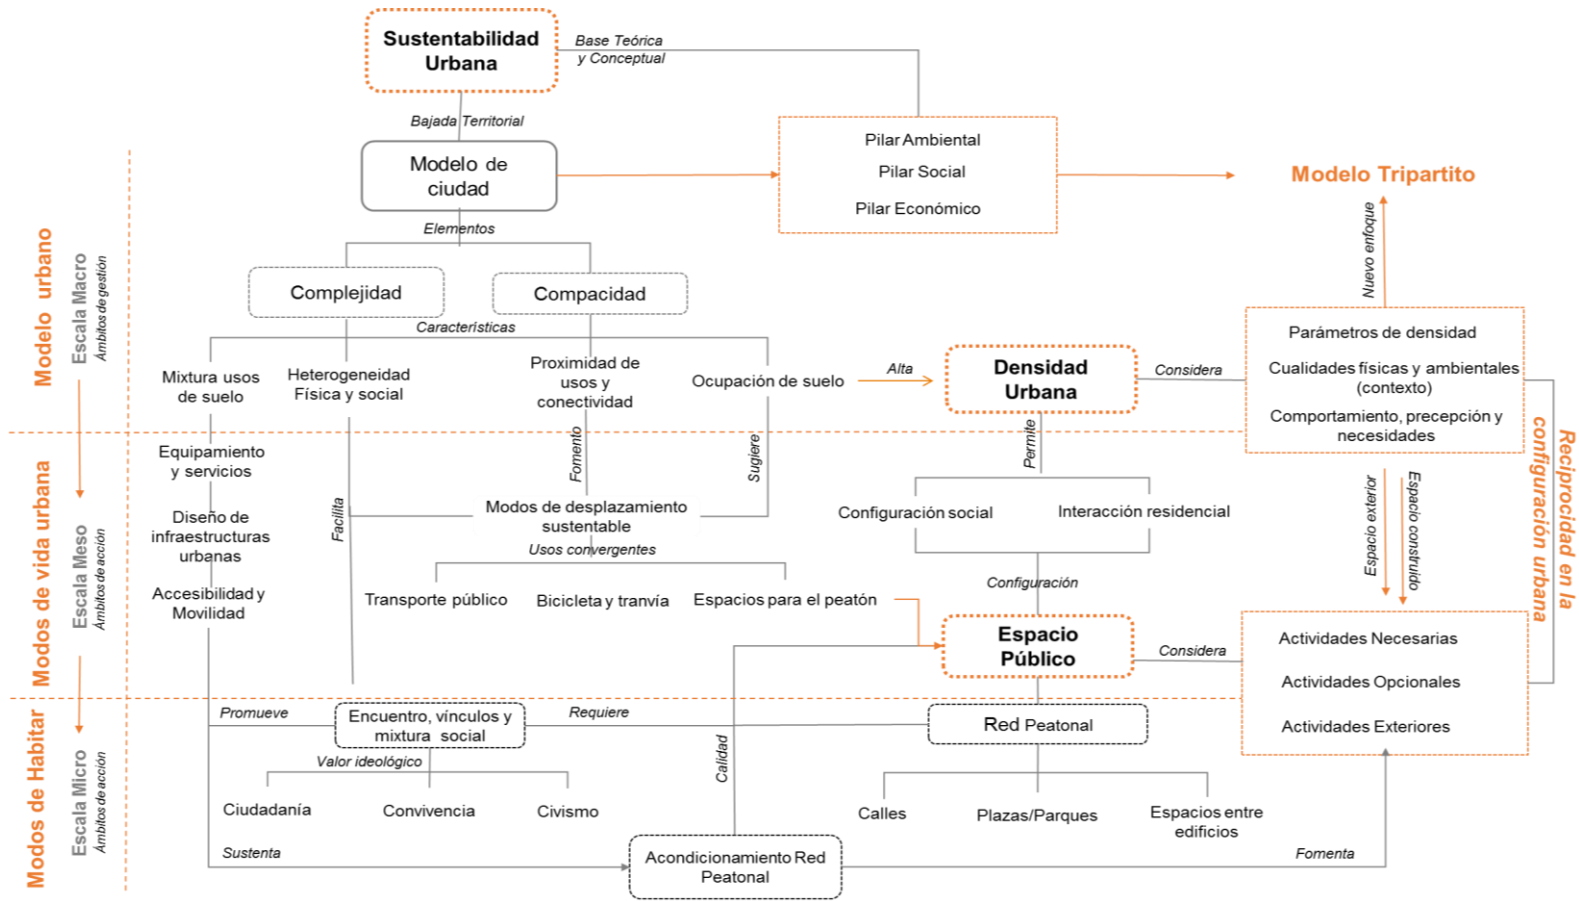 Sustentabilidad
Urbana
Base Teórica
y Conceptual
Bajada Territorial
Modelo de
ciudad
Pilar Ambiental
Pilar Social
Pilar Económico
Modelo Tripartito
Elementos
Nuevo enfoque
Modelo urbano
Escala Macro
Ámbitos de gestión
Complejidad
Compacidad
Características
Mixtura usos
de suelo
Heterogeneidad
Física y social
Proximidad de
usos y
conectividad
Ocupación de suelo
Alta
Densidad
Urbana
Considera
Parámetros de densidad
Cualidades físicas y ambientales
(contexto)
Comportamiento, precepción y
necesidades
Modos de vida urbana
Escala Meso
Ámbitos de acción
Equipamiento
y servicios
Diseño de
infraestructuras
urbanas
Accesibilidad y
Movilidad
Facilita
Fomento
Sugiere
Permite
Modos de desplazamiento
sustentable
Usos convergentes
Transporte público
Bicicleta y tranvía
Espacios para el peatón
Configuración social
Interacción residencial
Configuración
Espacio exterior
Espacio construido
Reciprocidad en la
configuración urbana
Espacio
Público
Considera
Actividades Necesarias
Actividades Opcionales
Actividades Exteriores
Modos de Habitar
Escala Micro
Ámbitos de acción
Promueve
Encuentro, vínculos y
mixtura social
Requiere
Red Peatonal
Valor ideológico
Calidad
Ciudadanía
Convivencia
Civismo
Calles
Plazas/Parques
Espacios entre
edificios
Sustenta
Acondicionamiento Red
Peatonal
Fomenta